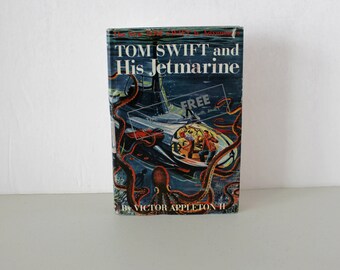 TOM SWIFT and
His Jetmarine
FREE
By VICTOR APPLETON II